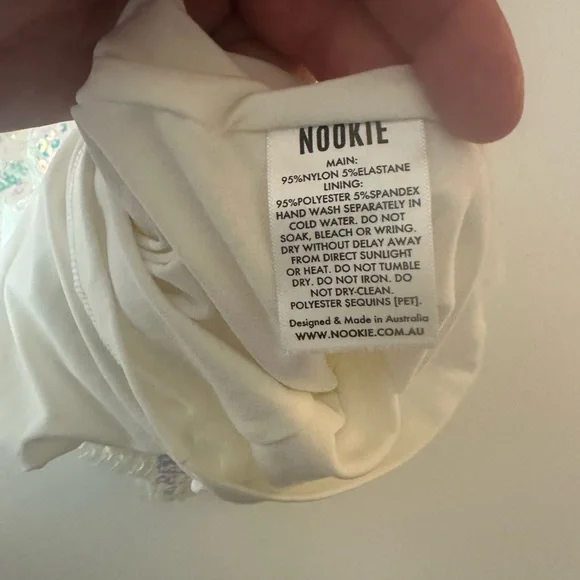 NOOKIE
MAIN:
95%NYLON 5%ELASTANE
LINING:
95%POLYESTER 5%SPANDEX
HAND WASH SEPARATELY IN
COLD WATER. DO NOT
SOAK, BLEACH OR WRING.
DRY WITHOUT DELAY AWAY
FROM DIRECT SUNLIGHT
OR HEAT. DO NOT TUMBLE
DRY. DO NOT IRON. DO
NOT DRY-CLEAN.
POLYESTER SEQUINS [PET].
Designed & Made in Australia
WWW.NOOKIE.COM.AU